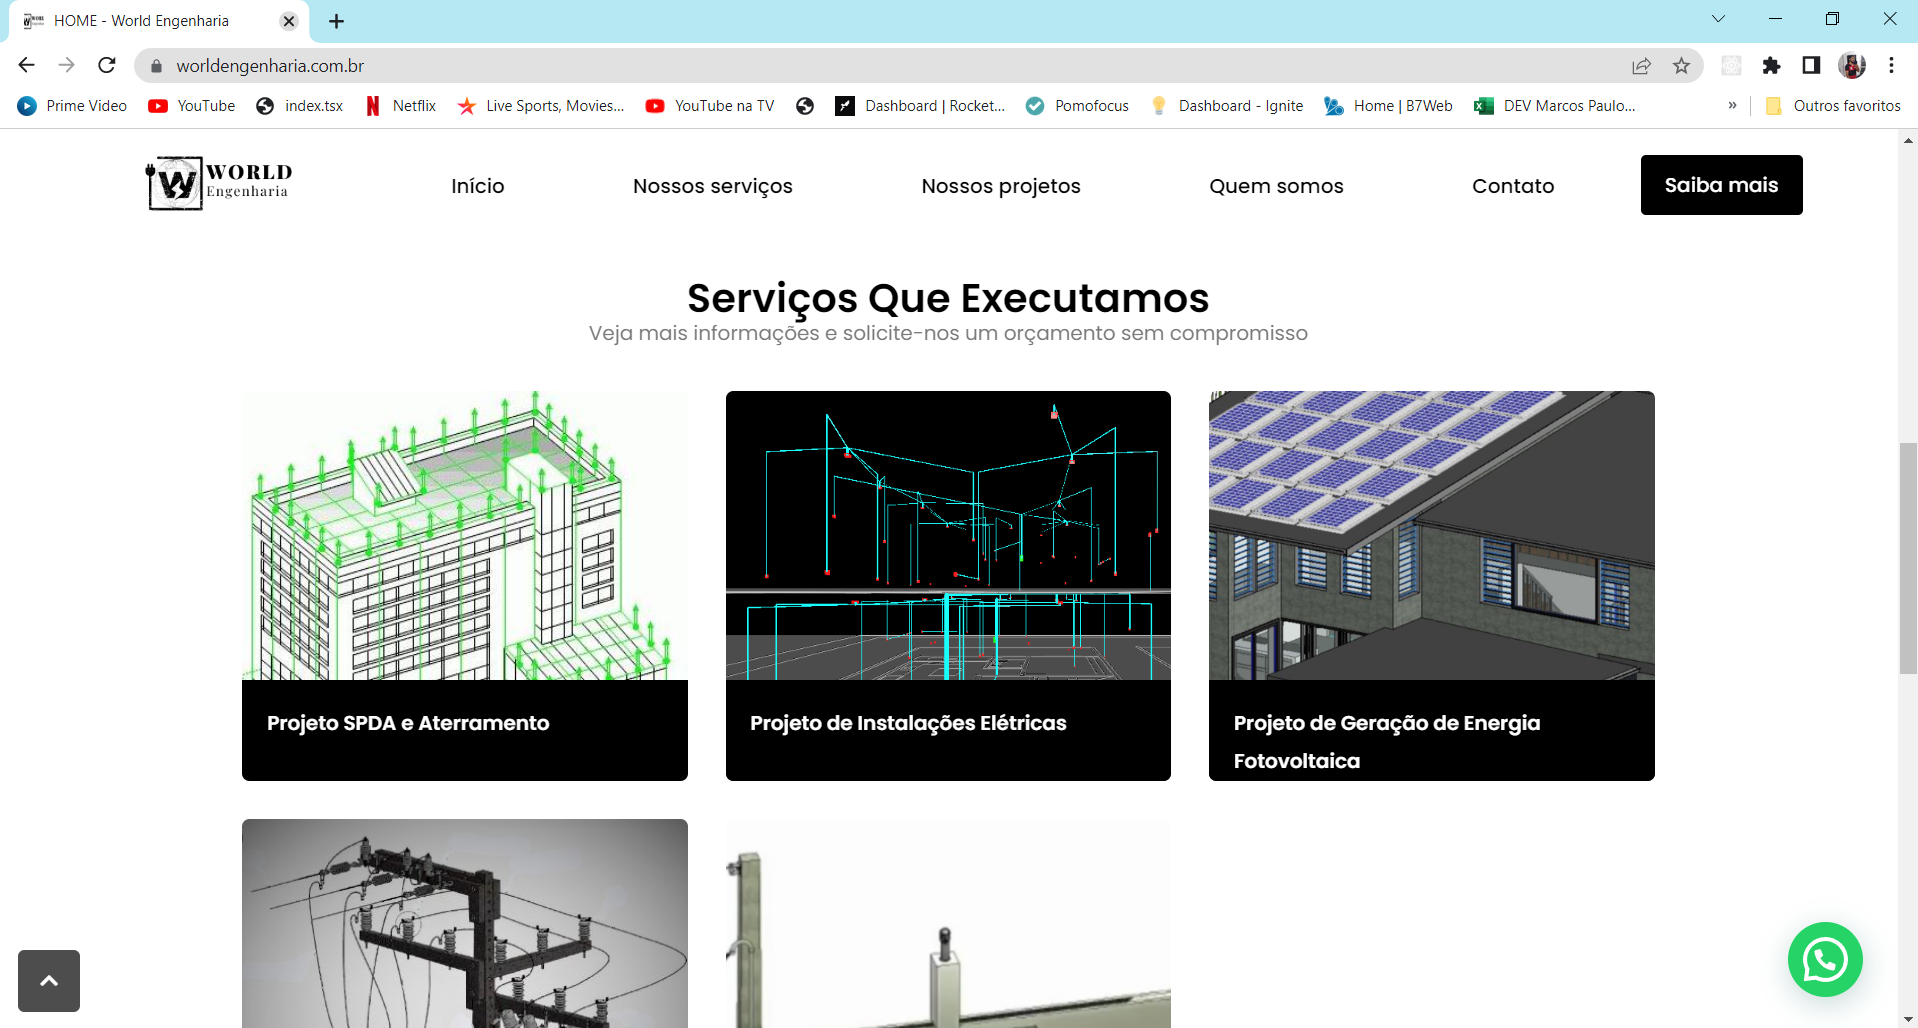 HOME - World Engenharia
worldengenharia.com.br
Prime Video
YouTube
index.tsx
Netflix
Live Sports, Movies...
YouTube na TV
Dashboard | Rocket...
Pomofocus
Dashboard - Ignite
Home | B7Web
DEV Marcos Paulo...
»
Outros favoritos
W
WORLD
Engenharia
Início
Nossos serviços
Nossos projetos
Quem somos
Contato
Saiba mais
Serviços Que Executamos
Veja mais informações e solicite-nos um orçamento sem compromisso
Projeto SPDA e Aterramento
Projeto de Instalações Elétricas
Projeto de Geração de Energia
Fotovoltaica